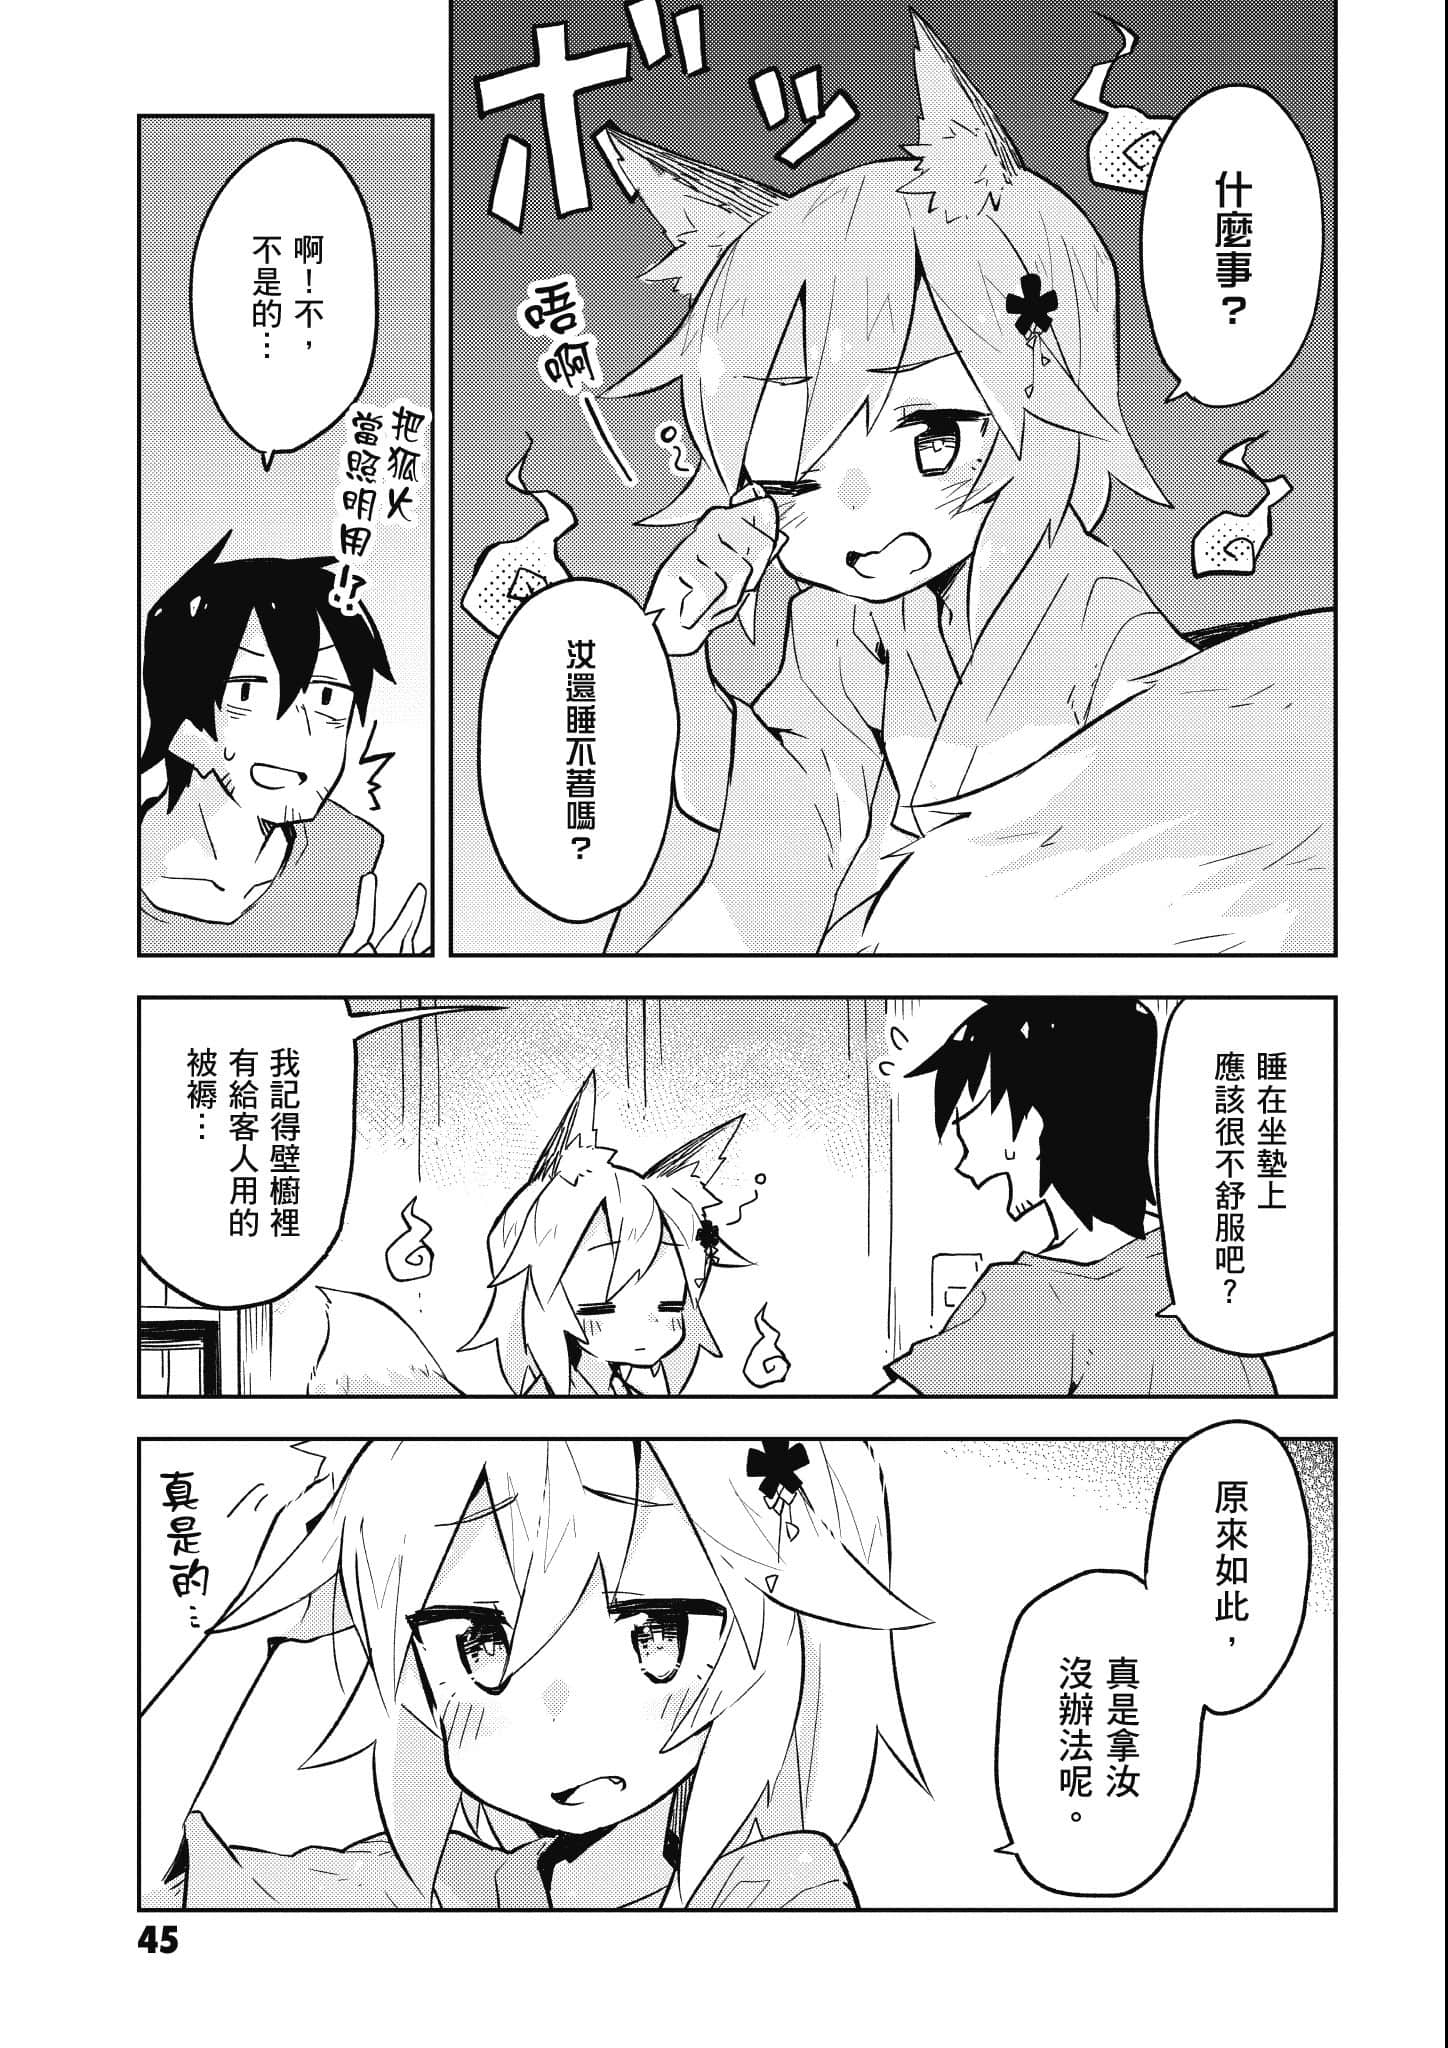 ボッ
什麼事？
唔啊——
汝還睡不著嗎？
啊！不，
不是的…
把狐火
當照明用!?
睡在坐墊上
應該很不舒服吧？
我記得壁櫥裡
有給客人用的
被褥…
原來如此，
真是拿汝
沒辦法呢。
真是的…
45